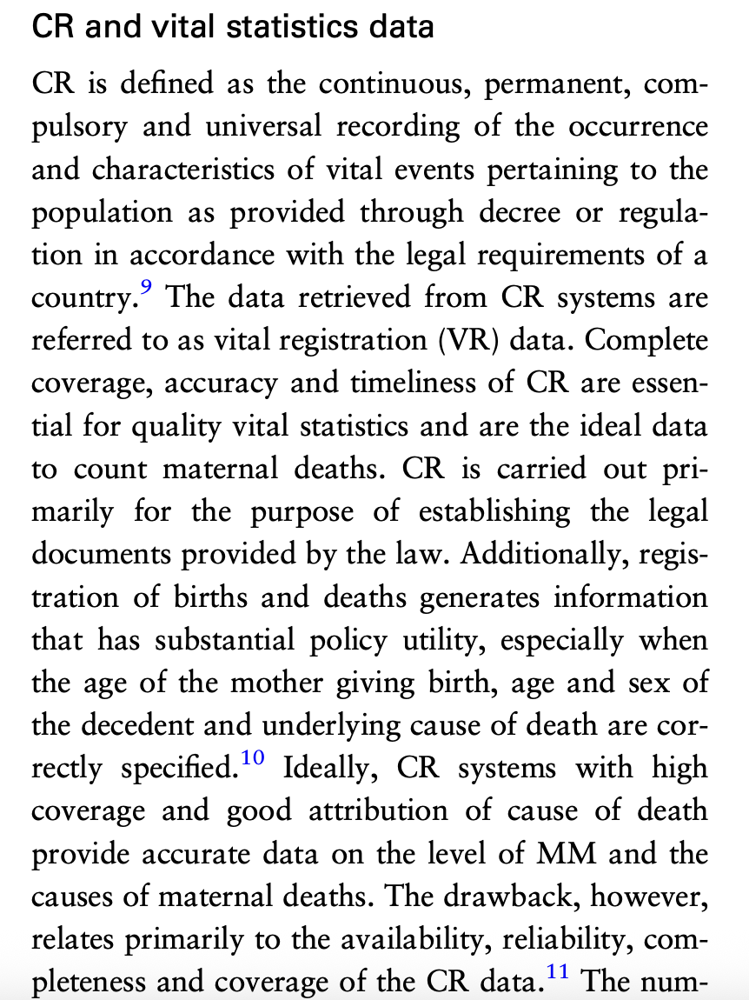 CR and vital statistics data
CR is defined as the continuous, permanent, com-
pulsory and universal recording of the occurrence
and characteristics of vital events pertaining to the
population as provided through decree or regula-
tion in accordance with the legal requirements of a
country.9 The data retrieved from CR systems are
referred to as vital registration (VR) data. Complete
coverage, accuracy and timeliness of CR are essen-
tial for quality vital statistics and are the ideal data
to count maternal deaths. CR is carried out pri-
marily for the purpose of establishing the legal
documents provided by the law. Additionally, regis-
tration of births and deaths generates information
that has substantial policy utility, especially when
the age of the mother giving birth, age and sex of
the decedent and underlying cause of death are cor-
rectly specified.10 Ideally, CR systems with high
coverage and good attribution of cause of death
provide accurate data on the level of MM and the
causes of maternal deaths. The drawback, however,
relates primarily to the availability, reliability, com-
pleteness and coverage of the CR data.11 The num-